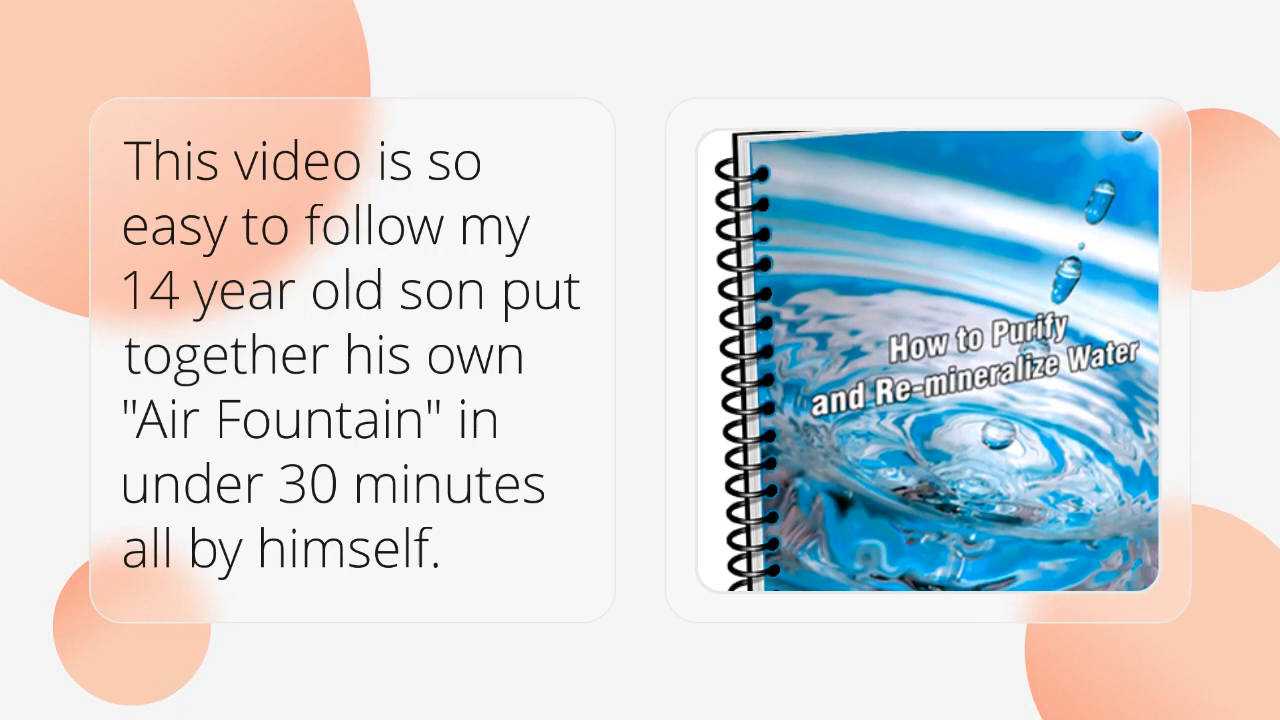 This video is so
easy to follow my
14 year old son put
together his own
"Air Fountain" in
under 30 minutes
all by himself.
How to Purify
and Re-mineralize Water